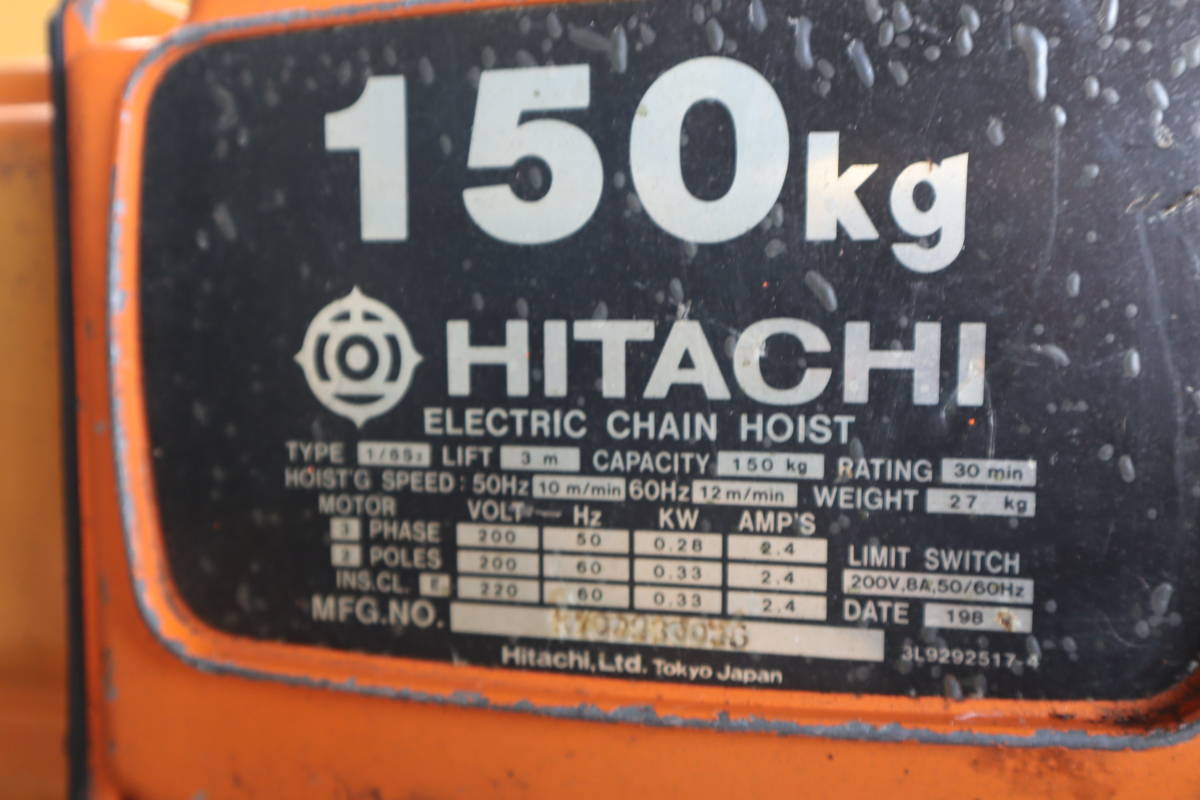 150kg
HITACHI
ELECTRIC CHAIN HOIST
TYPE LIFT 3 m CAPACITY 150 kg RATING 30 min
HOIST'G SPEED: 50Hz 10 m/min 60Hz 12 m/min WEIGHT 27 kg
MOTOR VOLT Hz KW AMP'S
3 PHASE 200 50 0.28 2.4 LIMIT SWITCH
2 POLES 200 60 0.33 2.4 200V,8A,50/60Hz
INS.CL. E 220 60 0.33 2.4 DATE 198
MFG.NO. 3L9292517-4
Hitachi, Ltd. Tokyo Japan